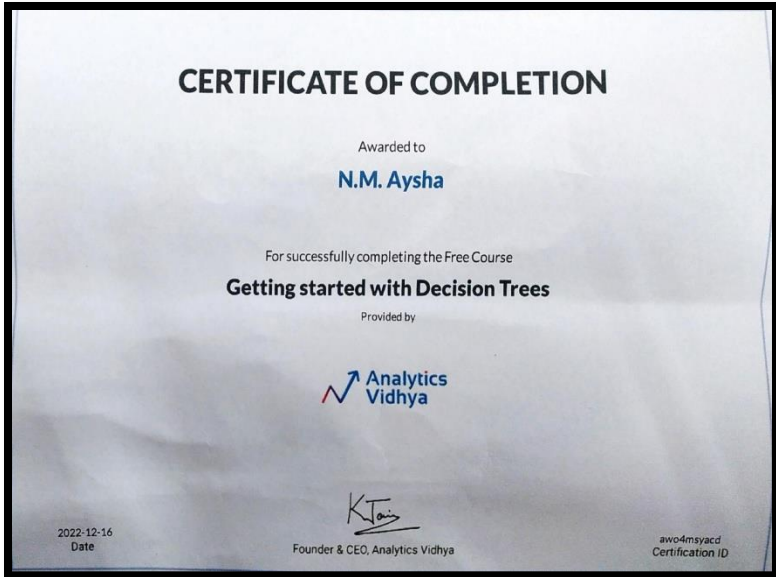 CERTIFICATE OF COMPLETION
Awarded to
N.M. Aysha
For successfully completing the Free Course
Getting started with Decision Trees
Provided by
Analytics
Vidhya
K Jain
2022-12-16
Date
Founder & CEO, Analytics Vidhya
awo4msyacd
Certification ID